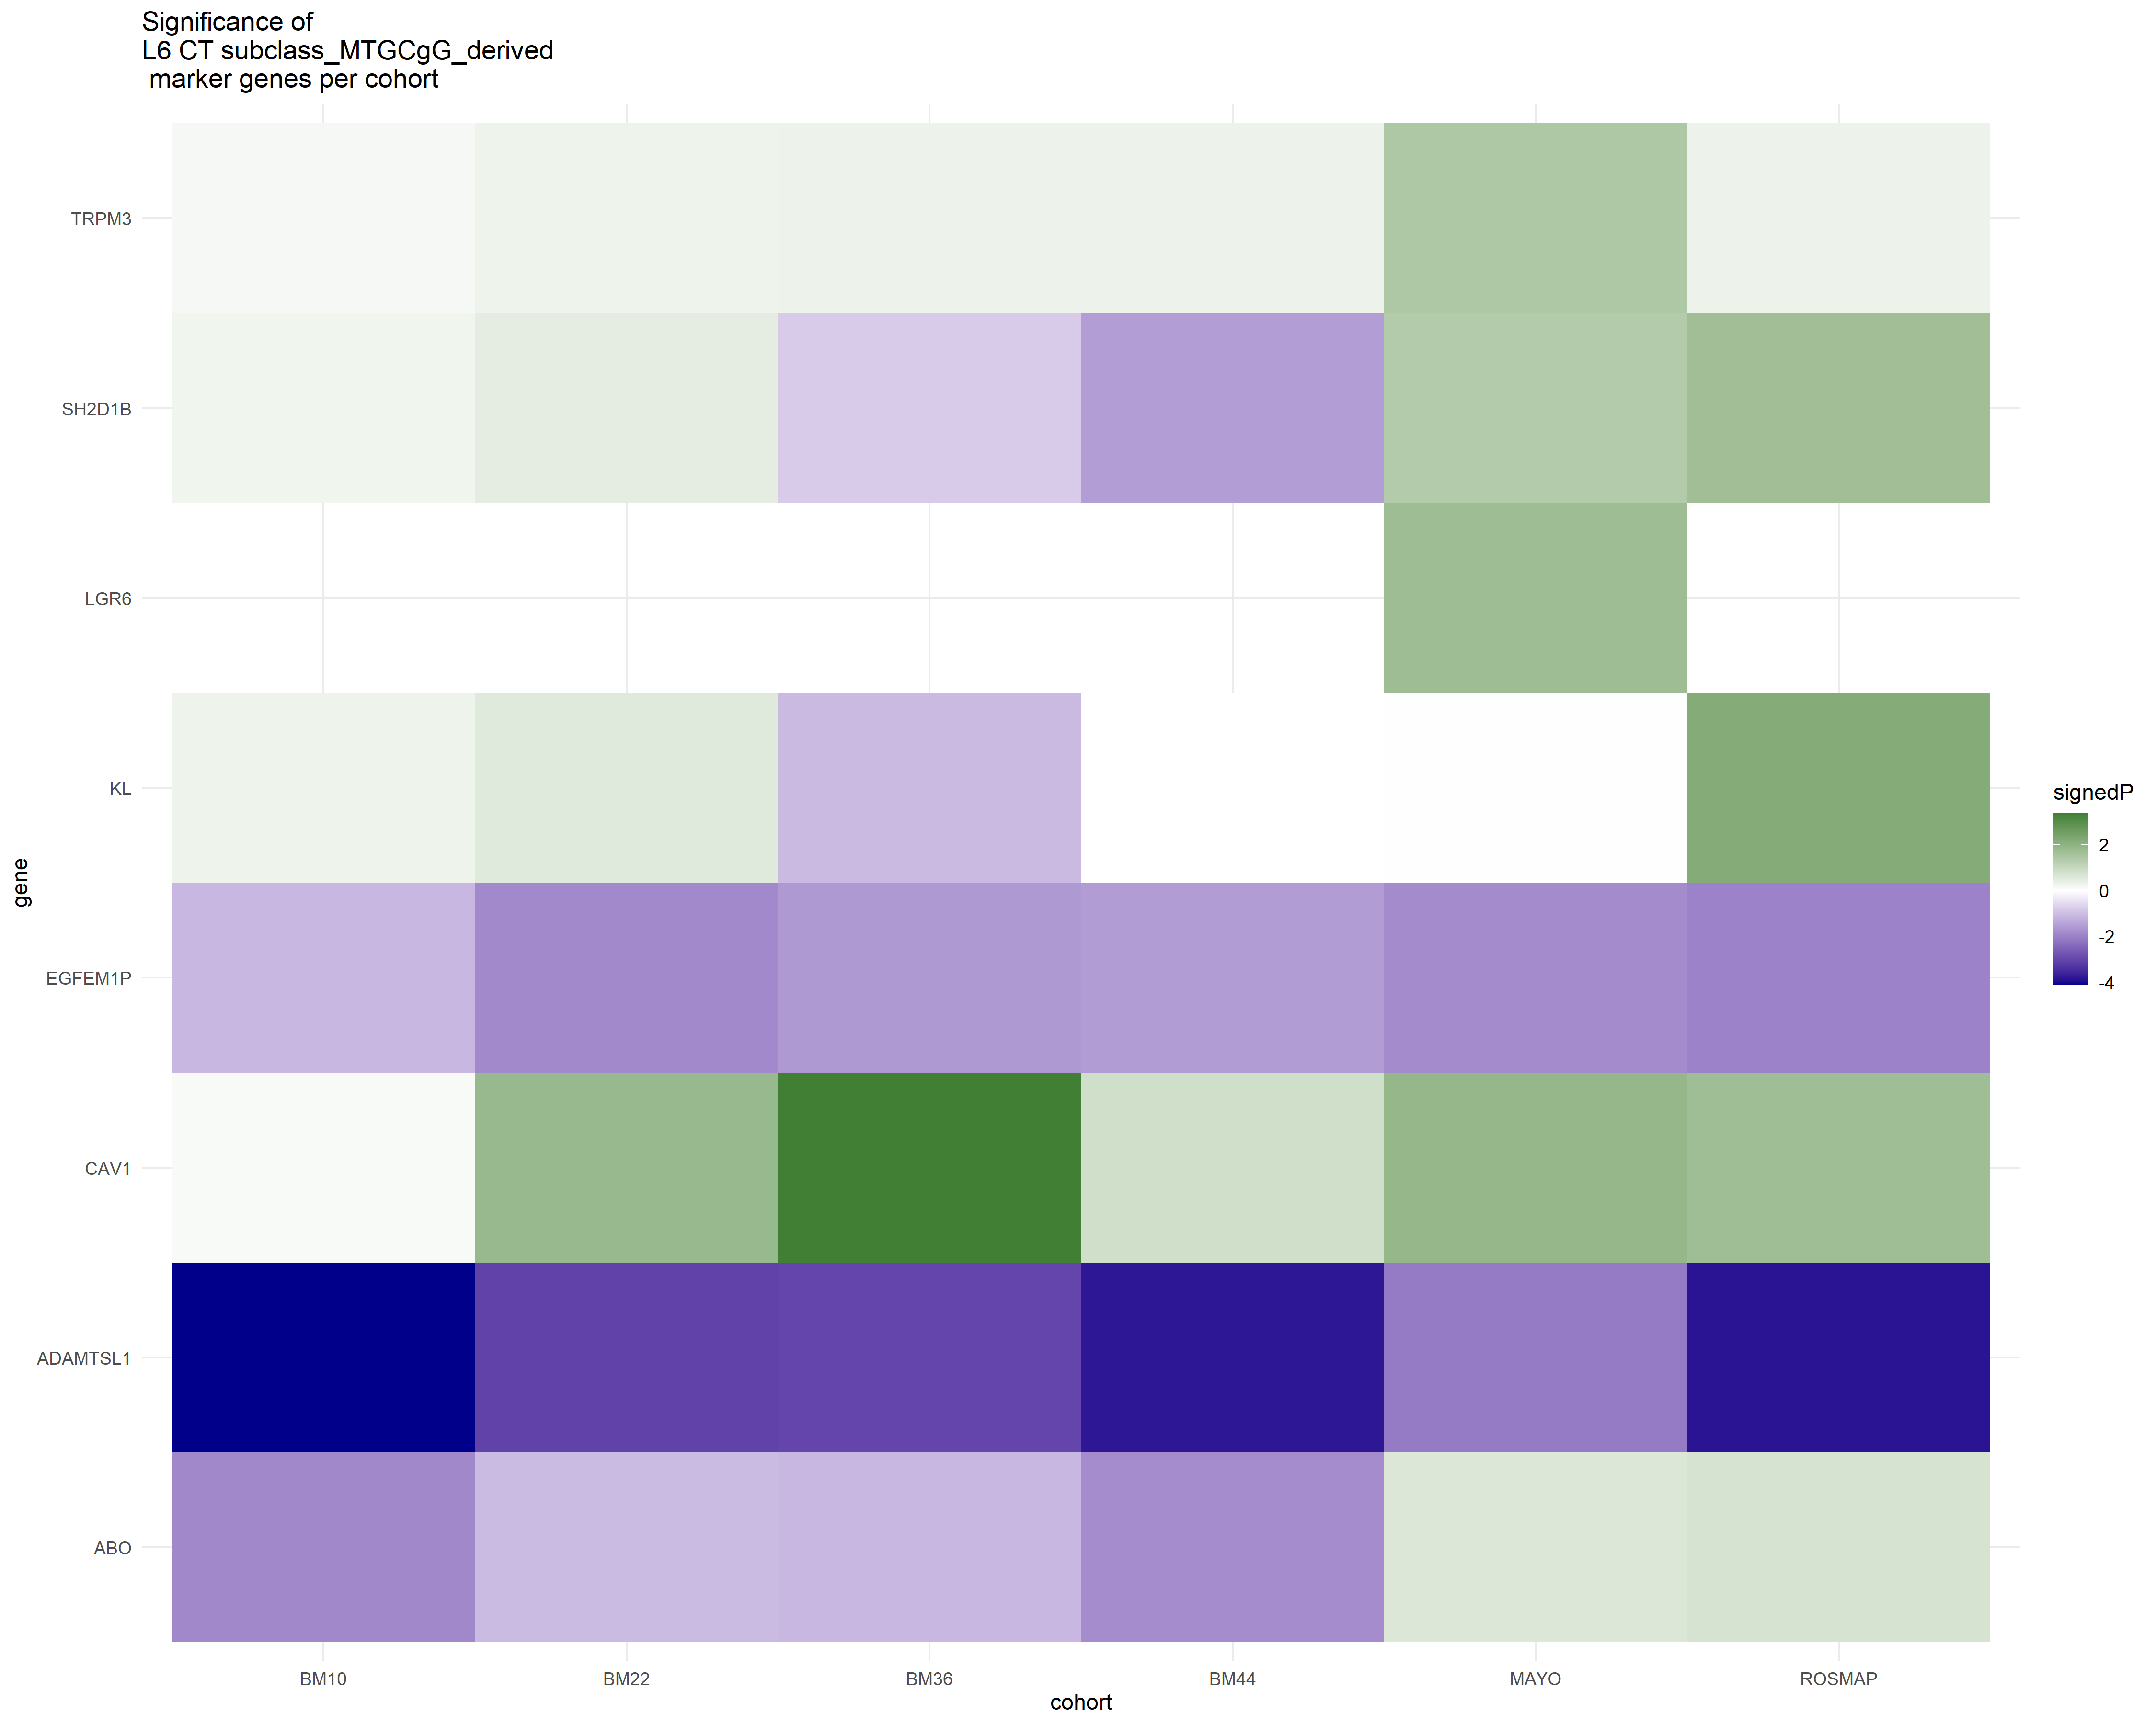 Significance of
L6 CT subclass_MTGCgG_derived
marker genes per cohort
TRPM3
SH2D1B
LGR6
KL
EGFEM1P
CAV1
ADAMTSL1
ABO
gene
BM10
BM22
BM36
BM44
MAYO
ROSMAP
cohort
signedP
2
0
-2
-4